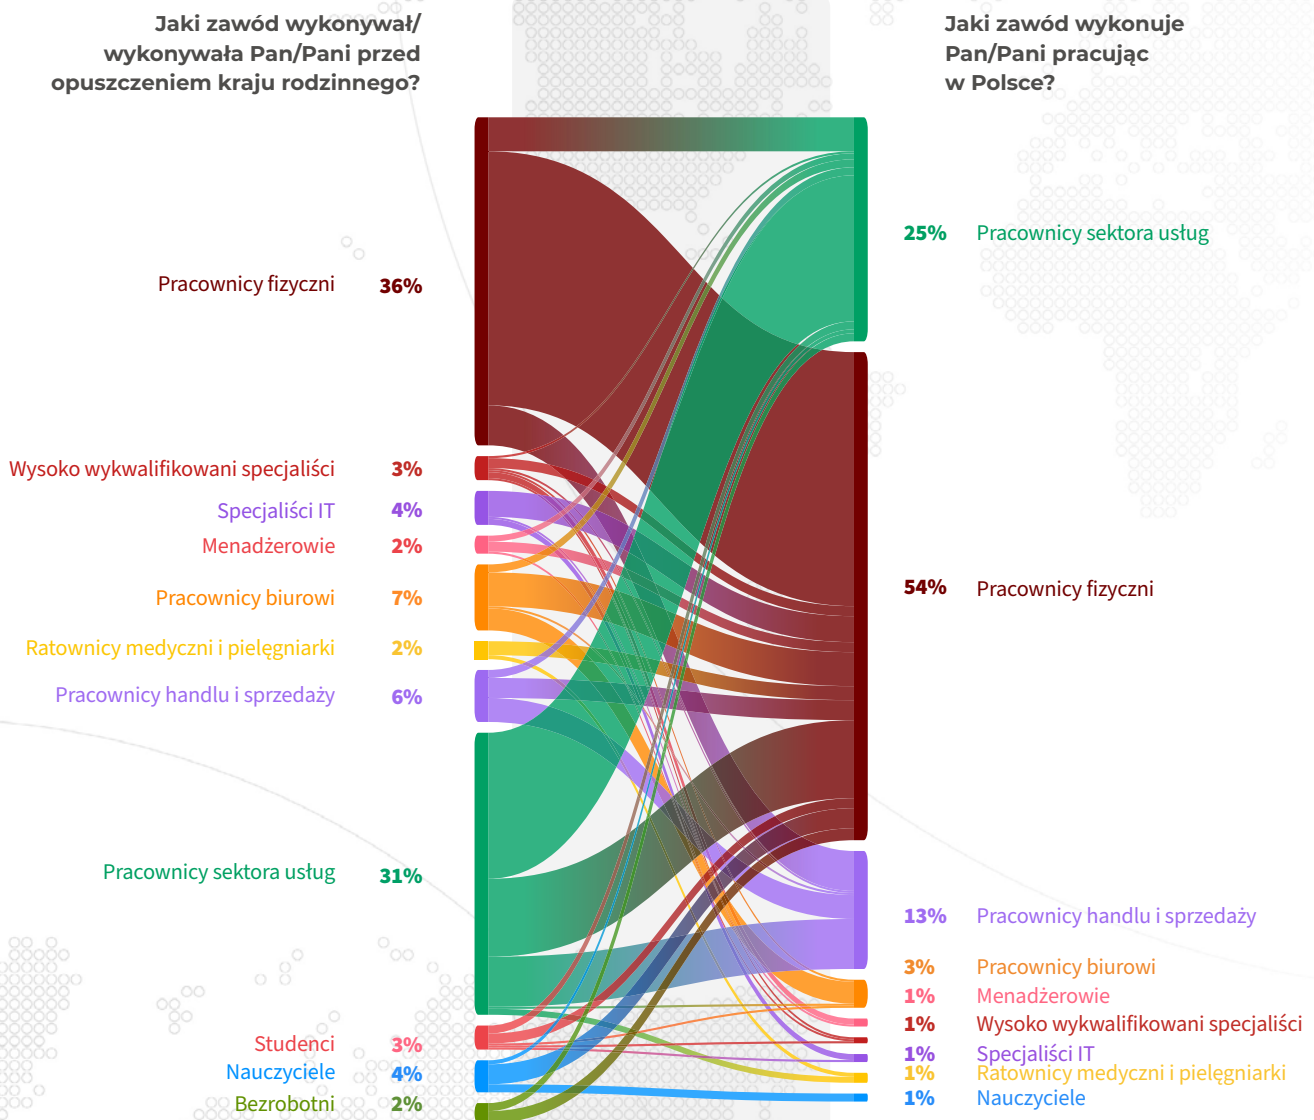 Jaki zawód wykonywał/
wykonywała Pan/Pani przed
opuszczeniem kraju rodzinnego?
Jaki zawód wykonuje
Pan/Pani pracując
w Polsce?
Pracownicy fizyczni 36%
Wysoko wykwalifikowani specjaliści 3%
Specjaliści IT 4%
Menadżerowie 2%
Pracownicy biurowi 7%
Ratownicy medyczni i pielęgniarki 2%
Pracownicy handlu i sprzedaży 6%
Pracownicy sektora usług 31%
Studenci 3%
Nauczyciele 4%
Bezrobotni 2%
25% Pracownicy sektora usług
54% Pracownicy fizyczni
13% Pracownicy handlu i sprzedaży
3% Pracownicy biurowi
1% Menadżerowie
1% Wysoko wykwalifikowani specjaliści
1% Specjaliści IT
1% Ratownicy medyczni i pielęgniarki
1% Nauczyciele